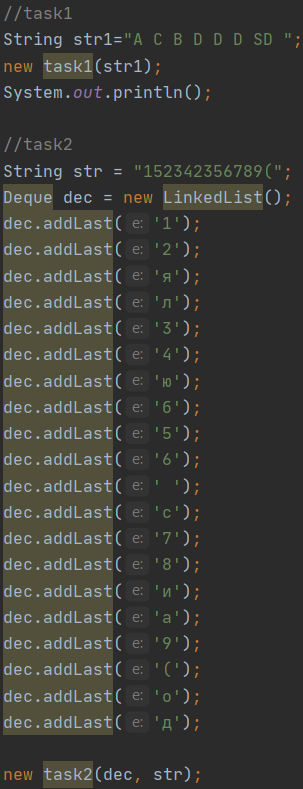 //task1
String str1="A C B D D D SD ";
new task1(str1);
System.out.println();
//task2
String str = "152342356789(";
Deque dec = new LinkedList();
dec.addLast( e: '1');
dec.addLast( e: '2');
dec.addLast( e: 'я');
dec.addLast( e: 'л');
dec.addLast( e: '3');
dec.addLast( e: '4');
dec.addLast( e: 'ю');
dec.addLast( e: 'б');
dec.addLast( e: '5');
dec.addLast( e: '6');
dec.addLast( e: ' ');
dec.addLast( e: 'с');
dec.addLast( e: '7');
dec.addLast( e: '8');
dec.addLast( e: 'и');
dec.addLast( e: 'а');
dec.addLast( e: '9');
dec.addLast( e: '(');
dec.addLast( e: 'о');
dec.addLast( e: 'д');
new task2(dec, str);